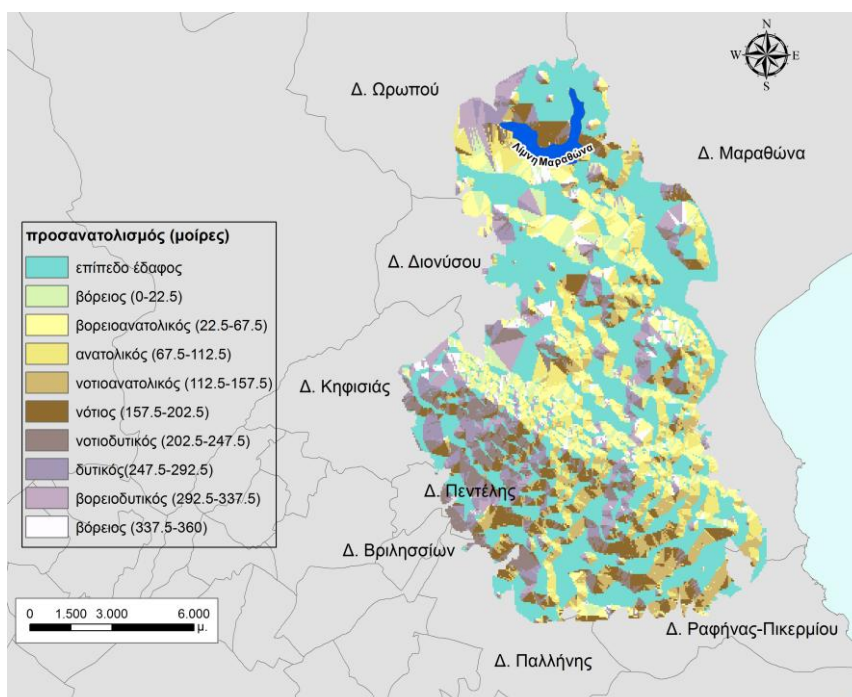 N
W E
S
Δ. Ωρωπού
Δ. Μαραθώνα
Λίμνη Μαραθώνα
προσανατολισμός (μοίρες)
επίπεδο έδαφος
βόρειος (0-22.5)
βορειοανατολικός (22.5-67.5)
ανατολικός (67.5-112.5)
νοτιοανατολικός (112.5-157.5)
νότιος (157.5-202.5)
νοτιοδυτικός (202.5-247.5)
δυτικός(247.5-292.5)
βορειοδυτικός (292.5-337.5)
βόρειος (337.5-360)
Δ. Διονύσου
Δ. Κηφισιάς
Δ. Πεντέλης
Δ. Βριλησσίων
0 1.500 3.000 6.000
μ.
Δ. Ραφήνας-Πικερμίου
Δ. Παλλήνης